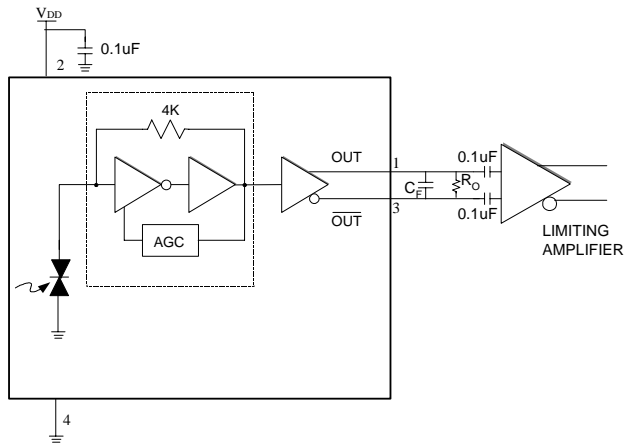 VDD
0.1uF
2
4K
OUT
1
0.1uF
CF
RO
OUT
3
0.1uF
AGC
LIMITING
AMPLIFIER
4